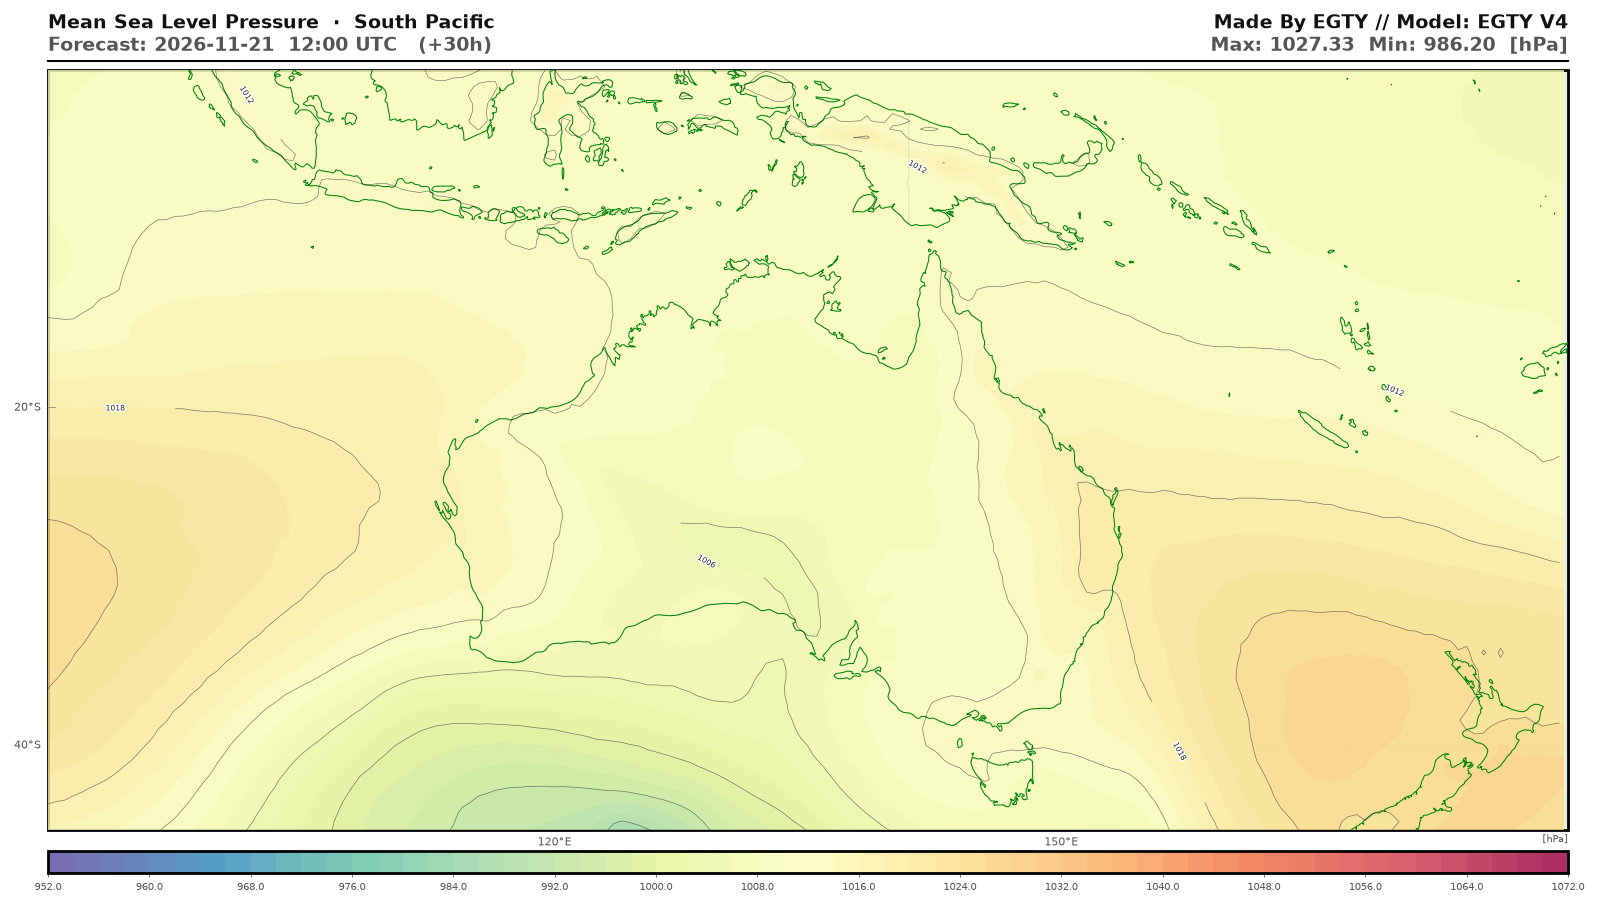 Mean Sea Level Pressure · South Pacific
Made By EGTY // Model: EGTY V4
Forecast: 2026-11-21 12:00 UTC (+30h)
Max: 1027.33 Min: 986.20 [hPa]
1012
1012
1012
1018
1006
1018
20°S
40°S
120°E
150°E
[hPa]
952.0 960.0 968.0 976.0 984.0 992.0 1000.0 1008.0 1016.0 1024.0 1032.0 1040.0 1048.0 1056.0 1064.0 1072.0